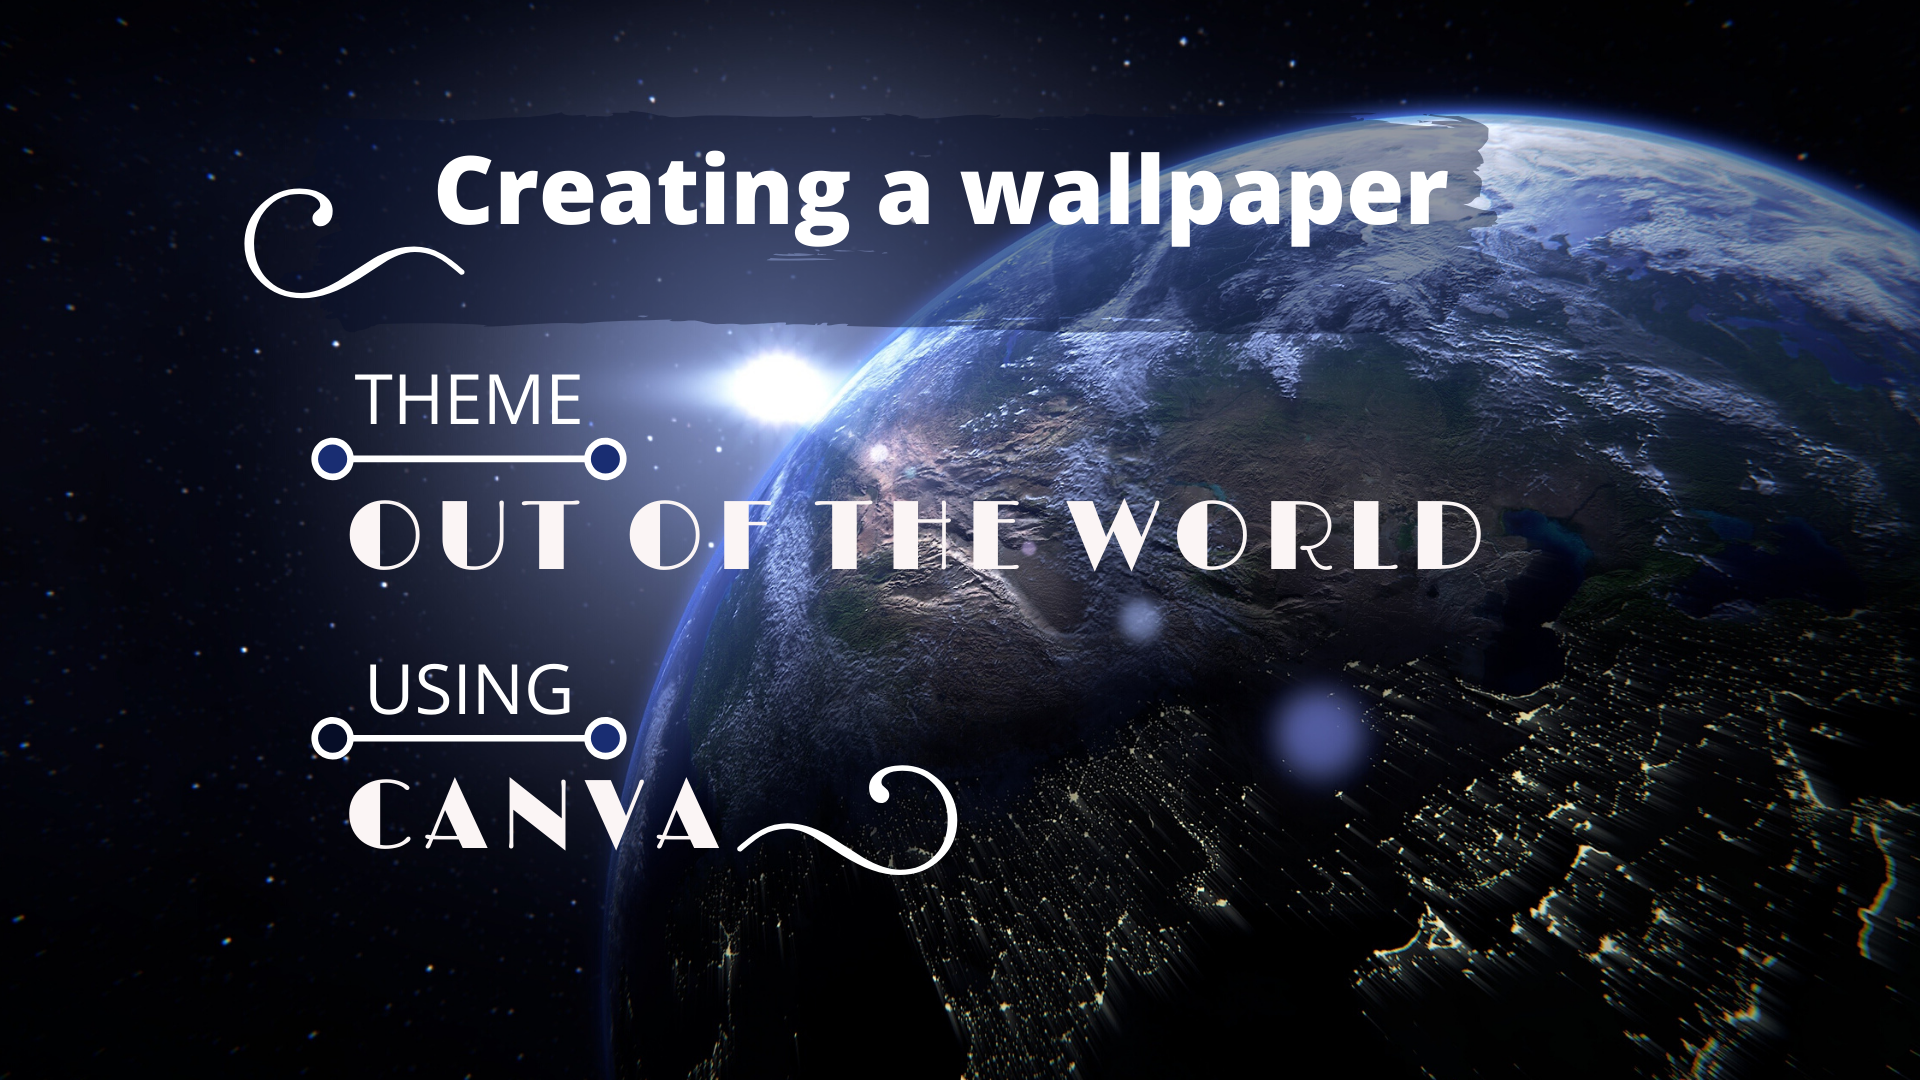 Creating a wallpaper
THEME
OUT OF THE WORLD
USING
CANVA